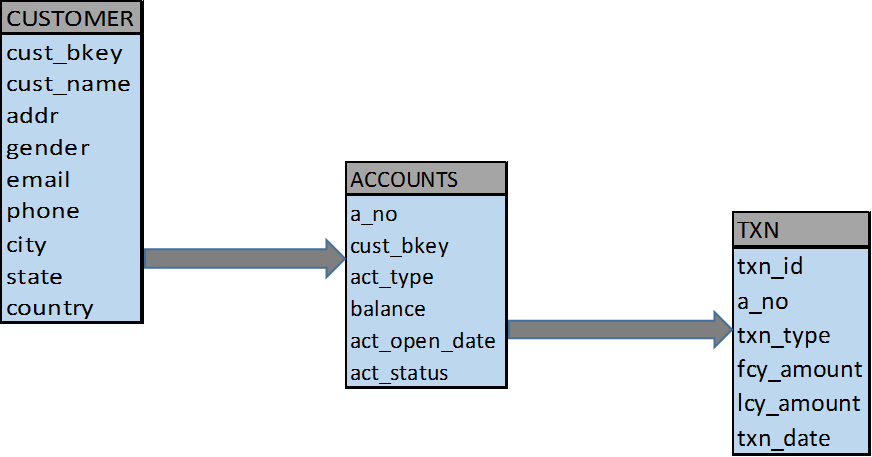 CUSTOMER
cust_bkey
cust_name
addr
gender
email
phone
city
state
country
ACCOUNTS
a_no
cust_bkey
act_type
balance
act_open_date
act_status
TXN
txn_id
a_no
txn_type
fcy_amount
lcy_amount
txn_date